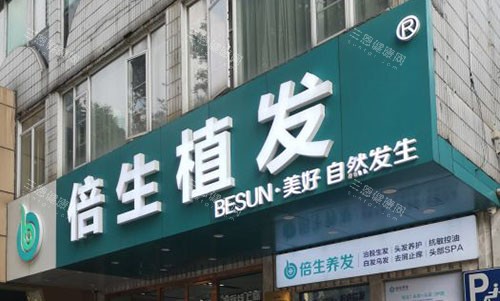 ®
倍生植发
BESUN·美好 自然发生
倍生养发
治脱生发 头发养护 抗敏控油
白发乌发 去屑止痒 头部SPA